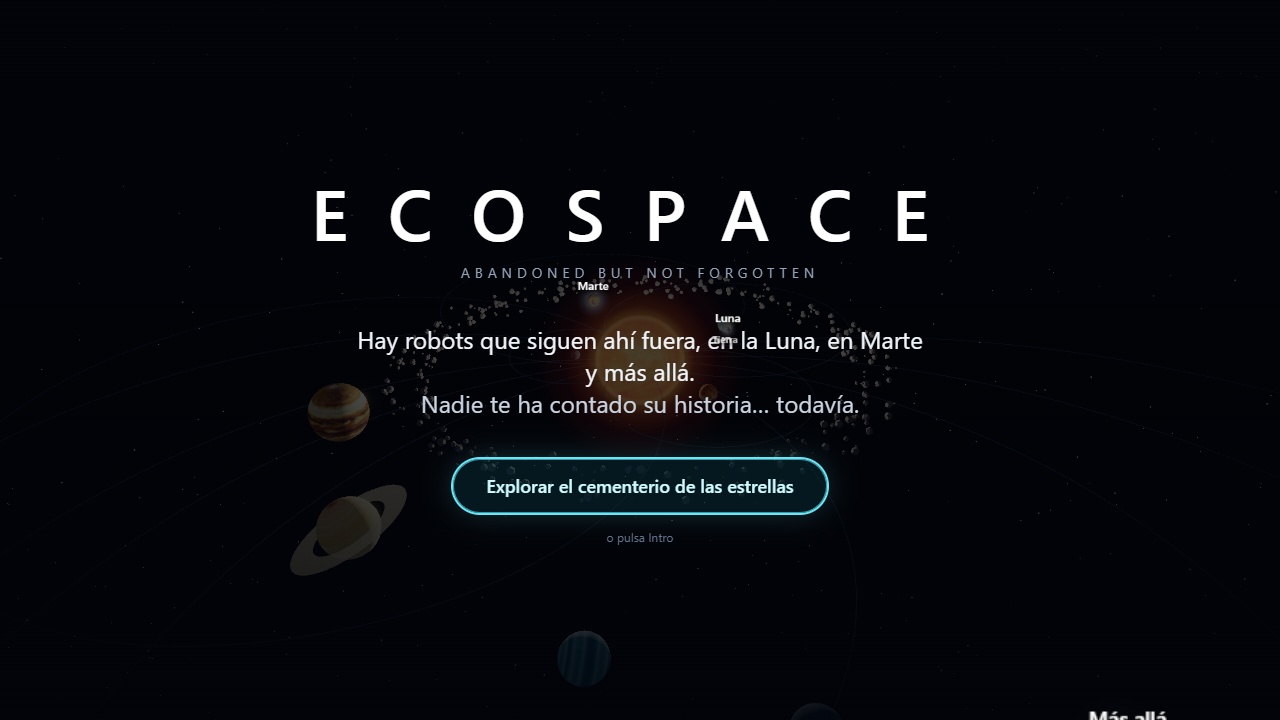 E C O S P A C E
ABANDONED BUT NOT FORGOTTEN
Marte
Luna
Tierra
Hay robots que siguen ahí fuera, en la Luna, en Marte
y más allá.
Nadie te ha contado su historia... todavía.
Explorar el cementerio de las estrellas
o pulsa Intro
Más allá